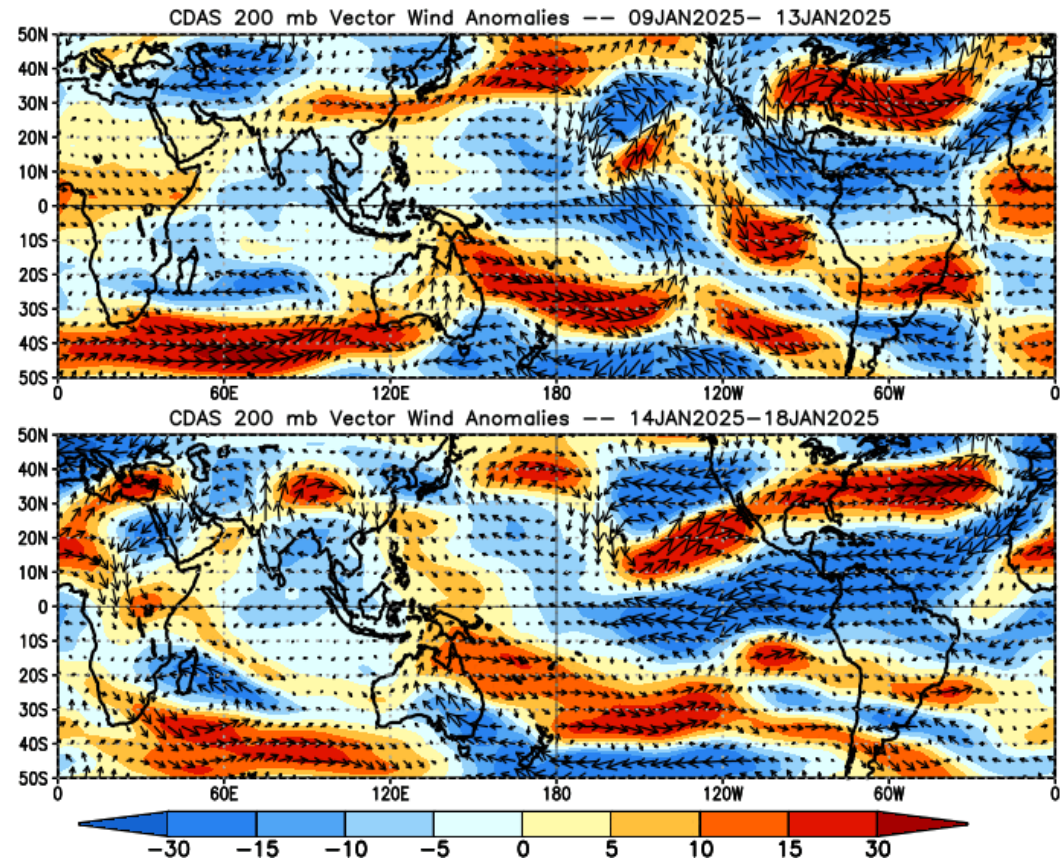 CDAS 200 mb Vector Wind Anomalies -- 09JAN2025- 13JAN2025
50N
40N
30N
20N
10N
0
10S
20S
30S
40S
50S
0 60E 120E 180 120W 60W 0
CDAS 200 mb Vector Wind Anomalies -- 14JAN2025-18JAN2025
50N
40N
30N
20N
10N
0
10S
20S
30S
40S
50S
0 60E 120E 180 120W 60W 0
-30 -15 -10 -5 0 5 10 15 30